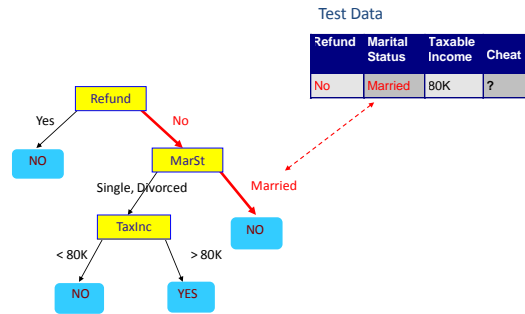 Test Data
Refund Marital Status Taxable Income Cheat
No Married 80K ?
Refund
Yes No
NO MarSt
Single, Divorced Married
TaxInc NO
< 80K > 80K
NO YES